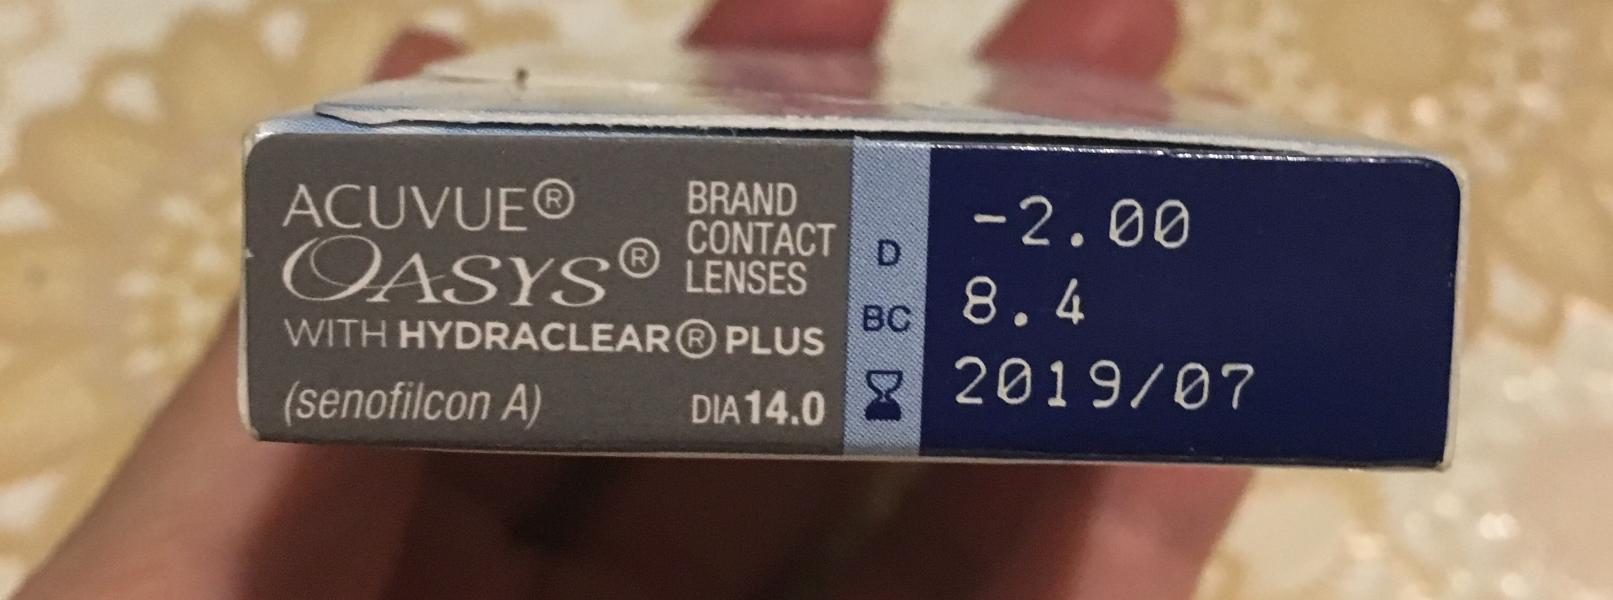 ACUVUE®
OASYS®
BRAND
CONTACT
LENSES
WITH HYDRACLEAR® PLUS
(senofilcon A)
DIA 14.0
D -2.00
BC 8.4
2019/07